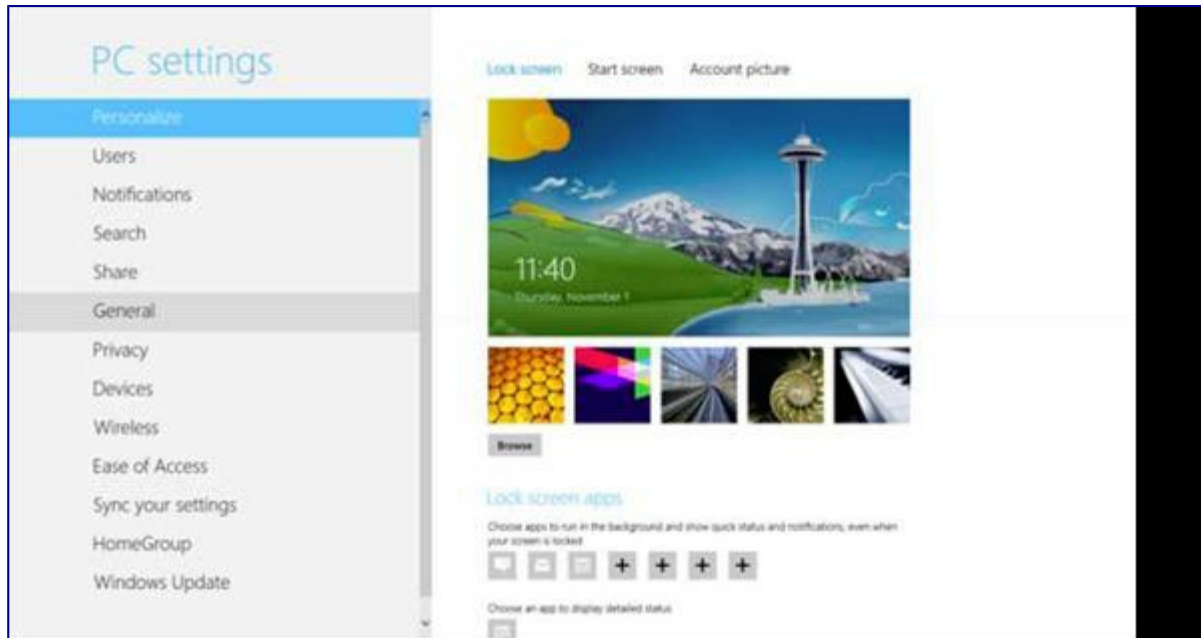 PC settings
Personalize
Users
Notifications
Search
Share
General
Privacy
Devices
Wireless
Ease of Access
Sync your settings
HomeGroup
Windows Update
Lock screen Start screen Account picture
11:40
Thursday, November 1
Browse
Lock screen apps
Choose apps to run in the background and show quick status and notifications, even when
your screen is locked
Choose an app to display detailed status